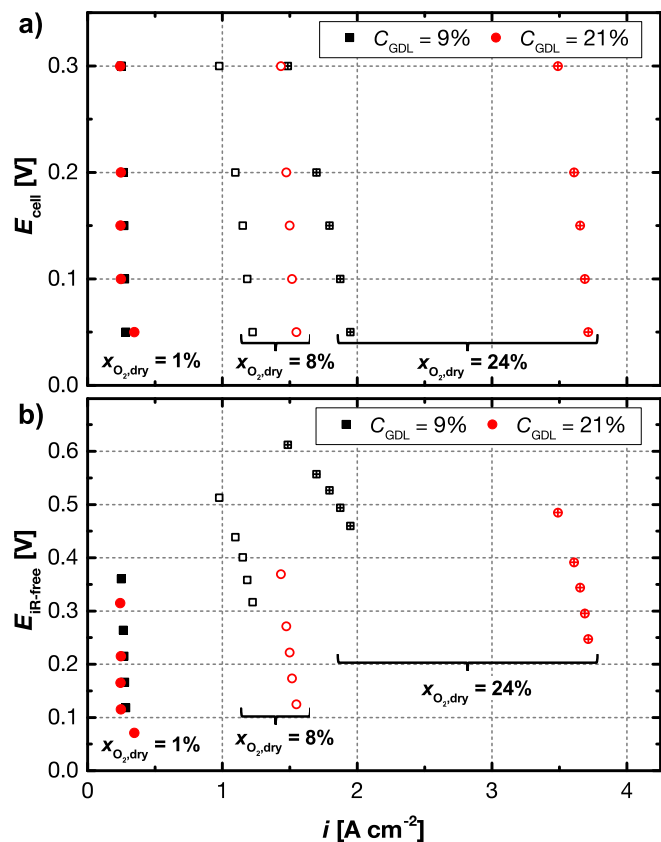 a)
C_GDL = 9% C_GDL = 21%
0.3
0.2
0.1
0.0
E_cell [V]
x_O₂,dry = 1%
x_O₂,dry = 8%
x_O₂,dry = 24%
b)
C_GDL = 9% C_GDL = 21%
0.6
0.5
0.4
0.3
0.2
0.1
0.0
E_iR-free [V]
x_O₂,dry = 24%
x_O₂,dry = 1%
x_O₂,dry = 8%
0 1 2 3 4
i [A cm⁻²]